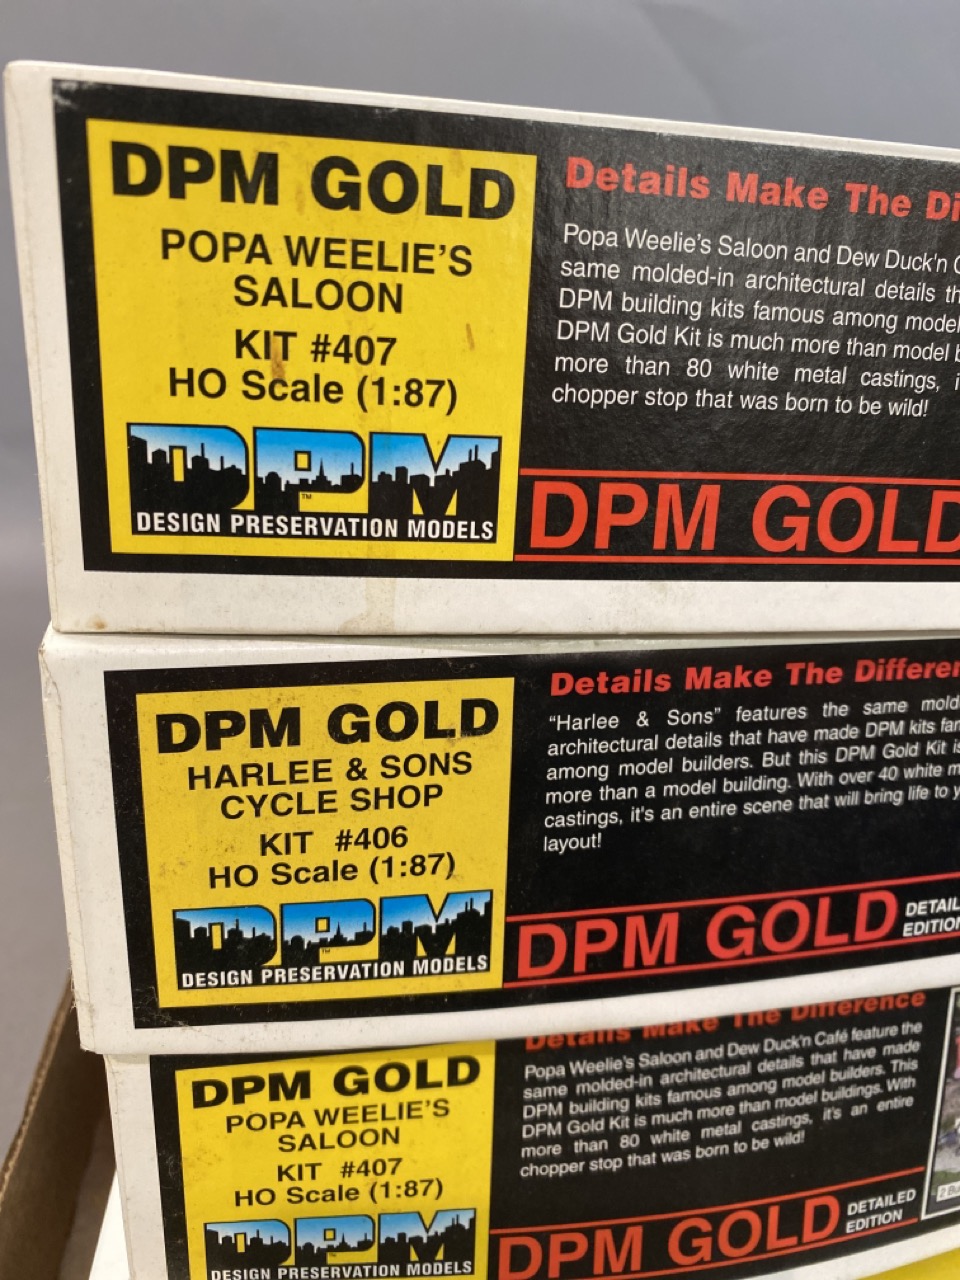 DPM GOLD
POPA WEELIE'S
SALOON
KIT #407
HO Scale (1:87)
DPM
TM
DESIGN PRESERVATION MODELS
Details Make The
Popa Weelie's Saloon and Dew Duck'n
same molded-in architectural details
DPM building kits famous among
DPM Gold Kit is much more than model
more than 80 white metal castings,
chopper stop that was born to be wild!
DPM GOLD
DPM GOLD
HARLEE & SONS
CYCLE SHOP
KIT #406
HO Scale (1:87)
DPM
TM
DESIGN PRESERVATION MODELS
Details Make The
"Harlee & Sons" features the same
architectural details that have made DPM kits
among model builders. But this DPM Gold Kit
more than a model building. With over 40 white
castings, it's an entire scene that will bring life to
layout!
DPM GOLD
DETAIL
EDITION
DPM GOLD
POPA WEELIE'S
SALOON
KIT #407
HO Scale (1:87)
DPM
DESIGN PRESERVATION MODELS
Details Make The Difference
Popa Weelie's Saloon and Dew Duck'n Café feature the
same molded-in architectural details that have made
DPM building kits famous among model builders. This
DPM Gold Kit is much more than model buildings. With
more than 80 white metal castings, it's an entire
chopper stop that was born to be wild!
DPM GOLD
DETAILED
EDITION